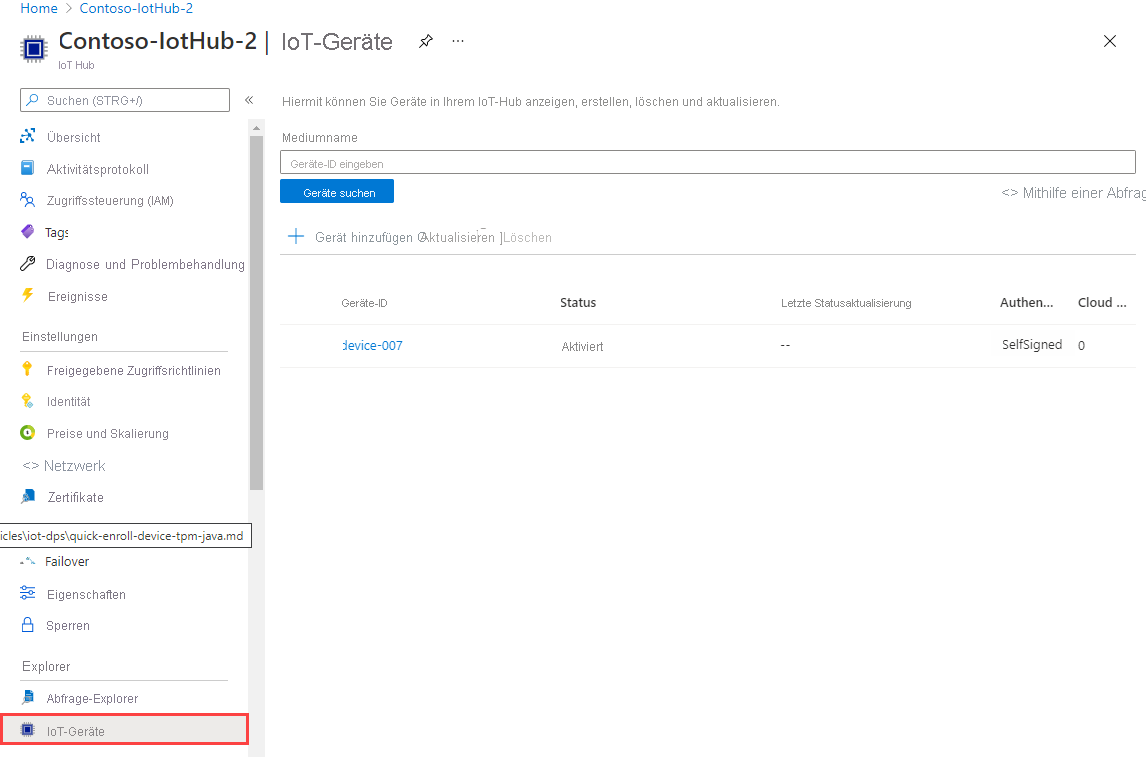 Home > Contoso-IotHub-2
Contoso-IotHub-2 | IoT-Geräte
IoT Hub
Suchen (STRG+/)
Übersicht
Aktivitätsprotokoll
Zugriffssteuerung (IAM)
Tags
Diagnose und Problembehandlung
Ereignisse
Einstellungen
Freigegebene Zugriffsrichtlinien
Identität
Preise und Skalierung
<> Netzwerk
Zertifikate
icles\iot-dps\quick-enroll-device-tpm-java.md
Failover
Eigenschaften
Sperren
Explorer
Abfrage-Explorer
IoT-Geräte
Hiermit können Sie Geräte in Ihrem IoT-Hub anzeigen, erstellen, löschen und aktualisieren.
Mediumname
Geräte-ID eingeben
Geräte suchen
<> Mithilfe einer Abfrag
Gerät hinzufügen Aktualisieren Löschen
Geräte-ID Status Letzte Statusaktualisierung Authen... Cloud ...
device-007 Aktiviert -- SelfSigned 0